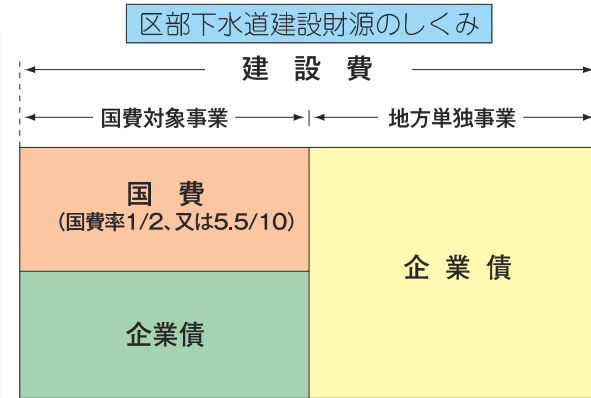 区部下水道建設財源のしくみ
建設費
国費対象事業
地方単独事業
国費
(国費率1/2、又は5.5/10)
企業債
企業債